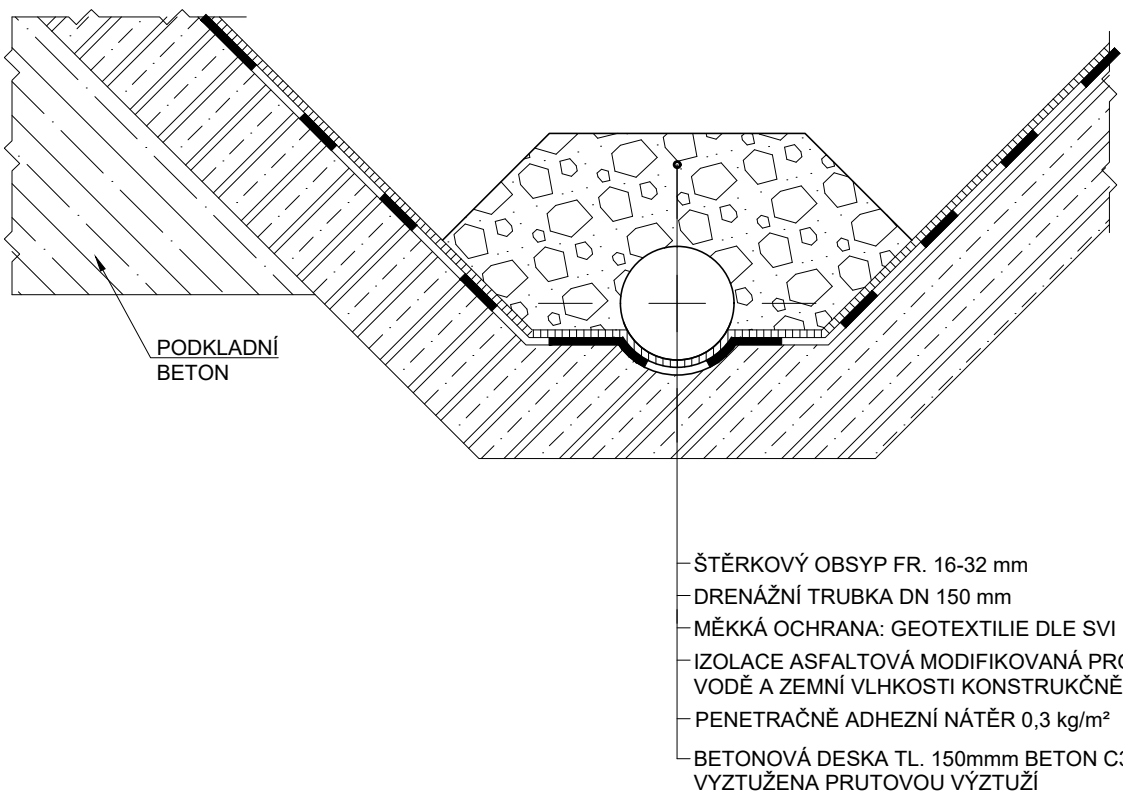 PODKLADNÍ
BETON
ŠTĚRKOVÝ OBSYP FR. 16-32 mm
DRENÁŽNÍ TRUBKA DN 150 mm
MĚKKÁ OCHRANA: GEOTEXTILIE DLE SVI
IZOLACE ASFALTOVÁ MODIFIKOVANÁ
VODĚ A ZEMNÍ VLHKOSTI KONSTRUKČNĚ
PENETRAČNĚ ADHEZNÍ NÁTĚR 0,3 kg/m²
BETONOVÁ DESKA TL. 150mmm BETON
VYZTUŽENA PRUTOVOU VÝZTUŽÍ